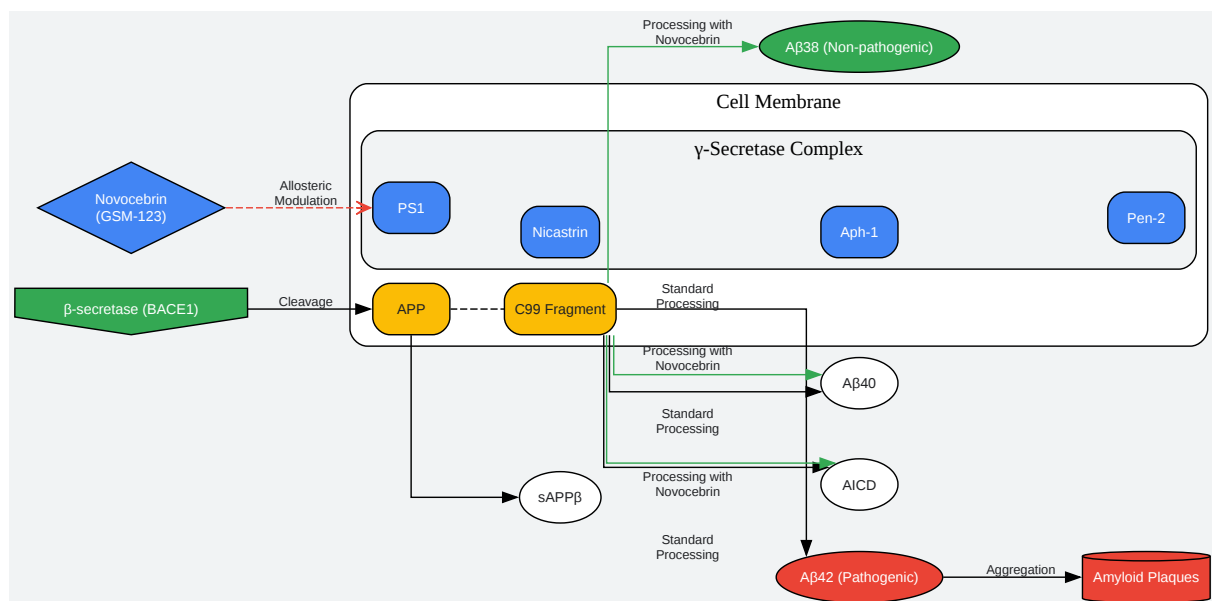 Processing with
Novocebrin
Aβ38 (Non-pathogenic)
Cell Membrane
γ-Secretase Complex
Novocebrin
(GSM-123)
Allosteric
Modulation
PS1
Nicastrin
Aph-1
Pen-2
β-secretase (BACE1)
Cleavage
APP
C99 Fragment
Standard
Processing
Processing with
Novocebrin
Aβ40
Standard
Processing
Processing with
Novocebrin
AICD
sAPPβ
Standard
Processing
Aβ42 (Pathogenic)
Aggregation
Amyloid Plaques